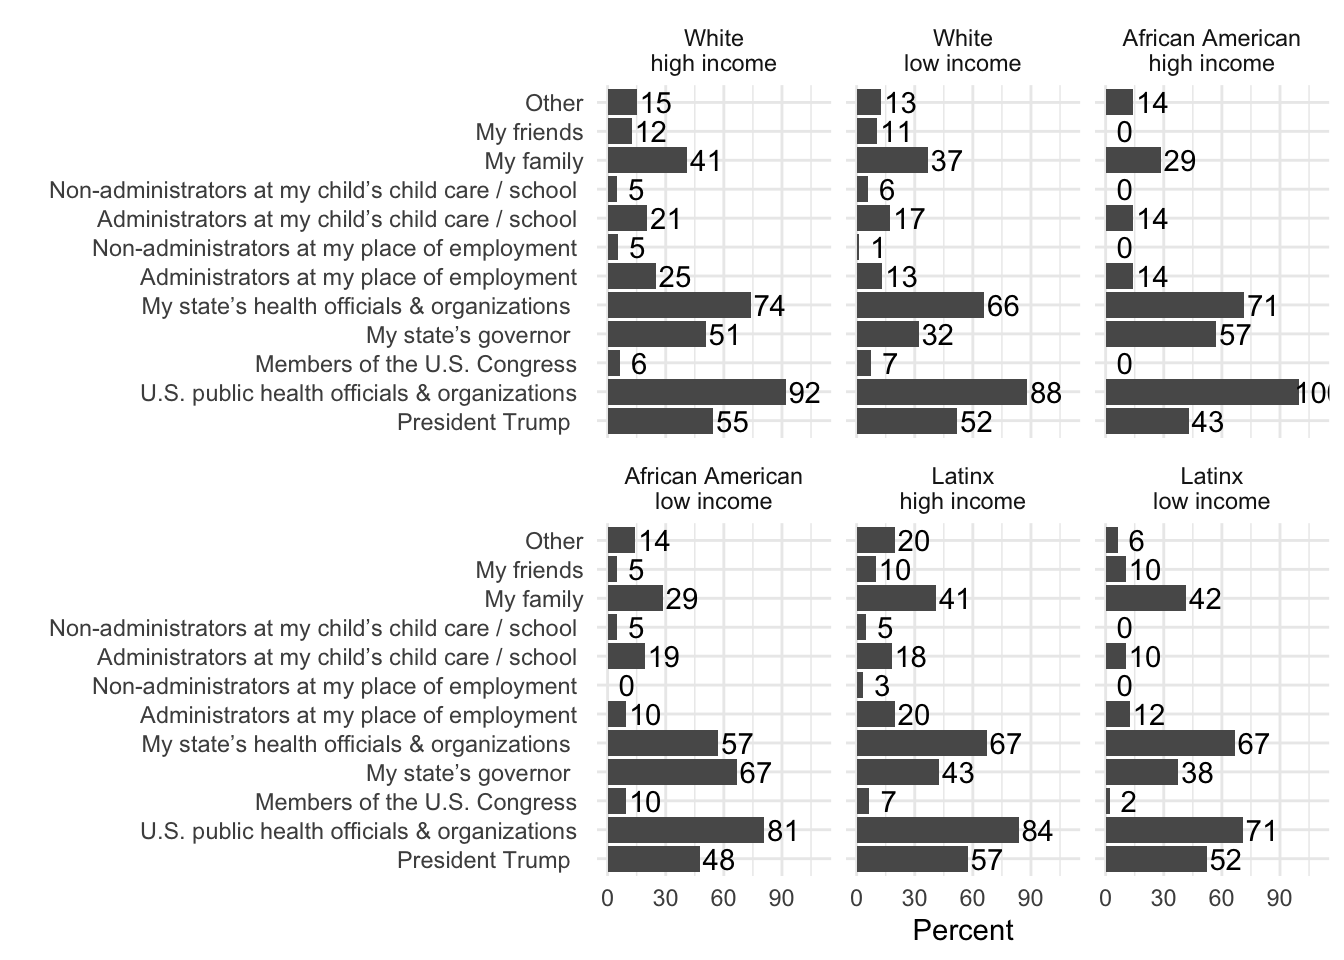 White
high income
White
low income
African American
high income
Other 15 13 14
My friends 12 11 0
My family 41 37 29
Non-administrators at my child’s child care / school 5 6 0
Administrators at my child’s child care / school 21 17 14
Non-administrators at my place of employment 5 1 0
Administrators at my place of employment 25 13 14
My state’s health officials & organizations 74 66 71
My state’s governor 51 32 57
Members of the U.S. Congress 6 7 0
U.S. public health officials & organizations 92 88 100
President Trump 55 52 43
African American
low income
Latinx
high income
Latinx
low income
Other 14 20 6
My friends 5 10 10
My family 29 41 42
Non-administrators at my child’s child care / school 5 5 0
Administrators at my child’s child care / school 19 18 10
Non-administrators at my place of employment 0 3 0
Administrators at my place of employment 10 20 12
My state’s health officials & organizations 57 67 67
My state’s governor 67 43 38
Members of the U.S. Congress 10 7 2
U.S. public health officials & organizations 81 84 71
President Trump 48 57 52
0 30 60 90 0 30 60 90 0 30 60 90
Percent